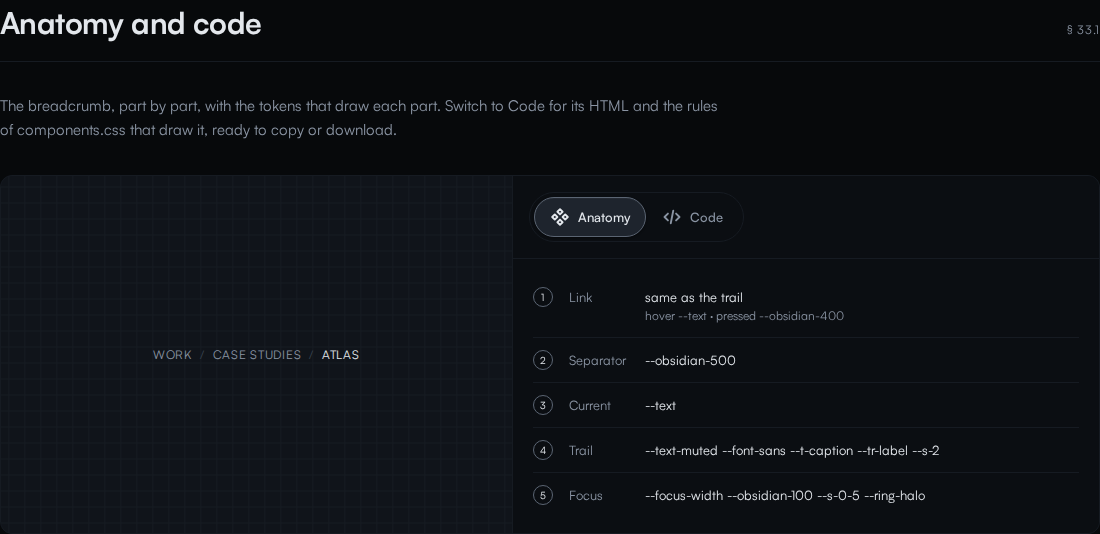 Anatomy and code
§ 33.1
The breadcrumb, part by part, with the tokens that draw each part. Switch to Code for its HTML and the rules
of components.css that draw it, ready to copy or download.
Anatomy
Code
WORK / CASE STUDIES / ATLAS
1 Link same as the trail
hover --text · pressed --obsidian-400
2 Separator --obsidian-500
3 Current --text
4 Trail --text-muted --font-sans --t-caption --tr-label --s-2
5 Focus --focus-width --obsidian-100 --s-0-5 --ring-halo